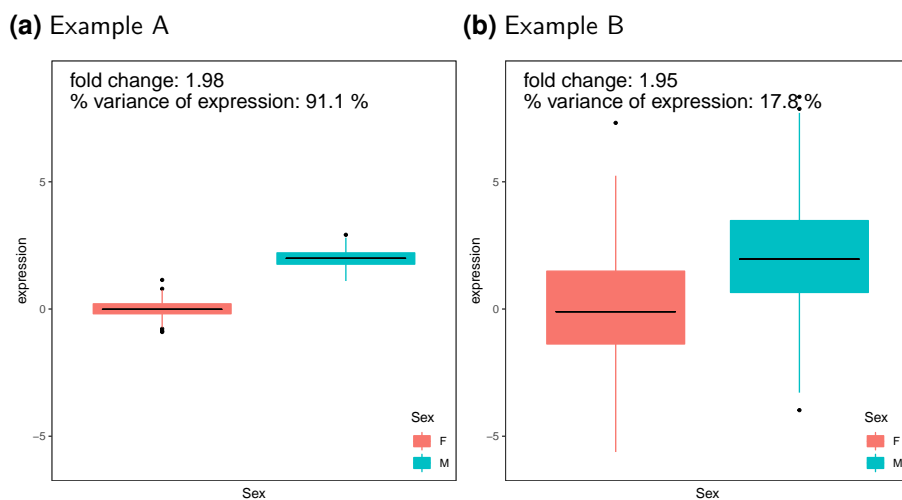 (a) Example A
fold change: 1.98
% variance of expression: 91.1 %
5
0
−5
expression
Sex
Sex
F
M
(b) Example B
fold change: 1.95
% variance of expression: 17.8 %
5
0
−5
expression
Sex
Sex
F
M